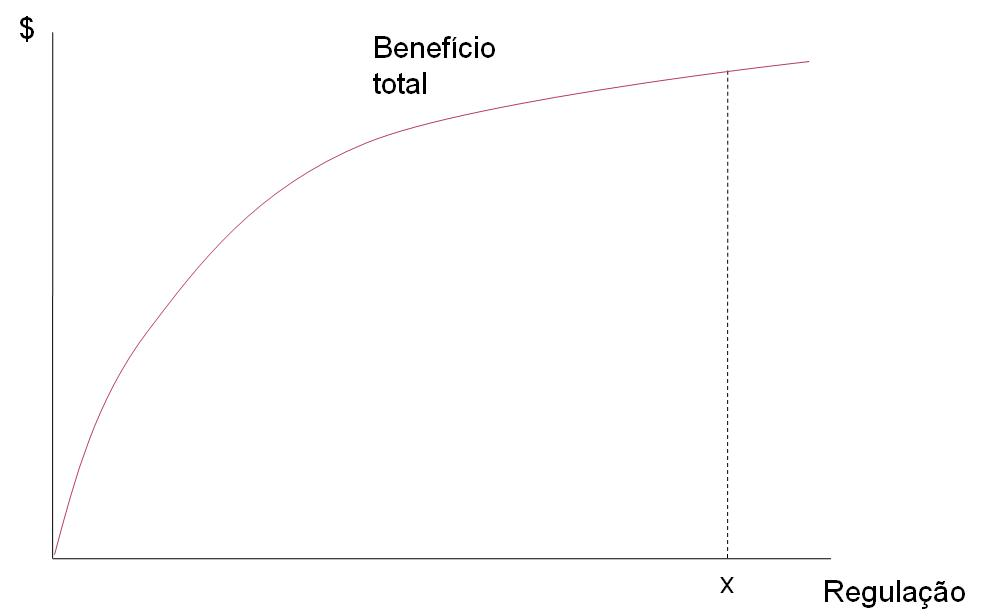 $
Benefício
total
X
Regulação